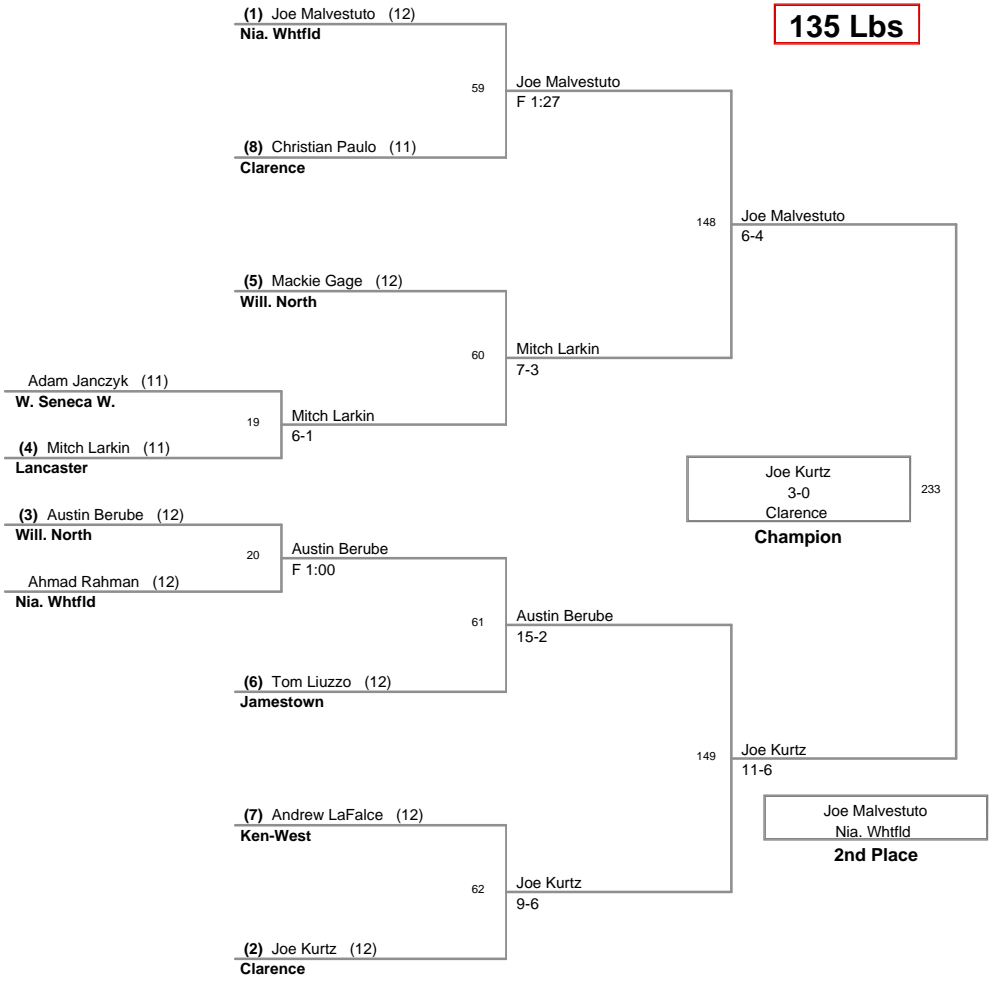 135 Lbs
(1) Joe Malvestuto (12)
Nia. Whtfld
59
Joe Malvestuto
F 1:27
(8) Christian Paulo (11)
Clarence
148
Joe Malvestuto
6-4
(5) Mackie Gage (12)
Will. North
60
Mitch Larkin
7-3
Adam Janczyk (11)
W. Seneca W.
19
Mitch Larkin
6-1
(4) Mitch Larkin (11)
Lancaster
Joe Kurtz
3-0
Clarence
Champion
233
(3) Austin Berube (12)
Will. North
20
Austin Berube
F 1:00
Ahmad Rahman (12)
Nia. Whtfld
61
Austin Berube
15-2
(6) Tom Liuzzo (12)
Jamestown
149
Joe Kurtz
11-6
(7) Andrew LaFalce (12)
Ken-West
Joe Malvestuto
Nia. Whtfld
2nd Place
62
Joe Kurtz
9-6
(2) Joe Kurtz (12)
Clarence